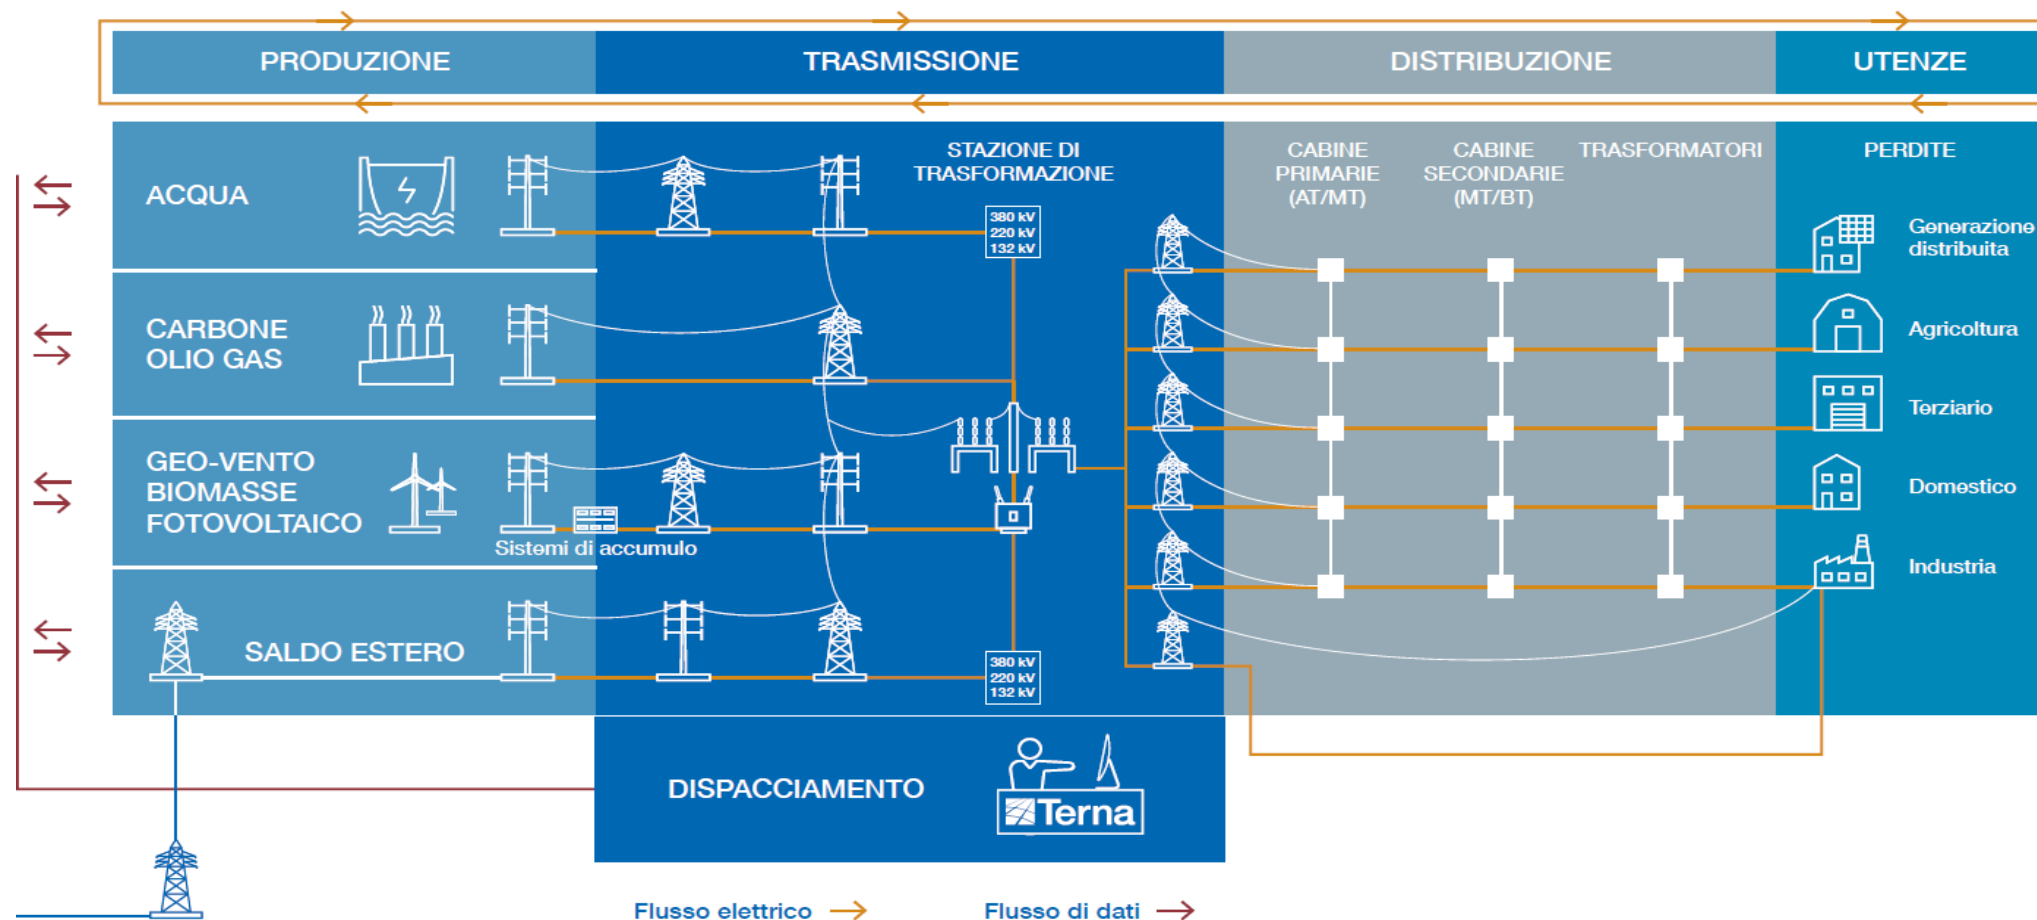 PRODUZIONE
TRASMISSIONE
DISTRIBUZIONE
UTENZE
ACQUA
CARBONE
OLIO GAS
GEO-VENTO
BIOMASSE
FOTOVOLTAICO
Sistemi di accumulo
SALDO ESTERO
STAZIONE DI
TRASFORMAZIONE
380 kV
220 kV
132 kV
380 kV
220 kV
132 kV
CABINE
PRIMARIE
(AT/MT)
CABINE
SECONDARIE
(MT/BT)
TRASFORMATORI
PERDITE
Generazione
distribuita
Agricoltura
Terziario
Domestico
Industria
DISPACCIAMENTO
Terna
Flusso elettrico
Flusso di dati